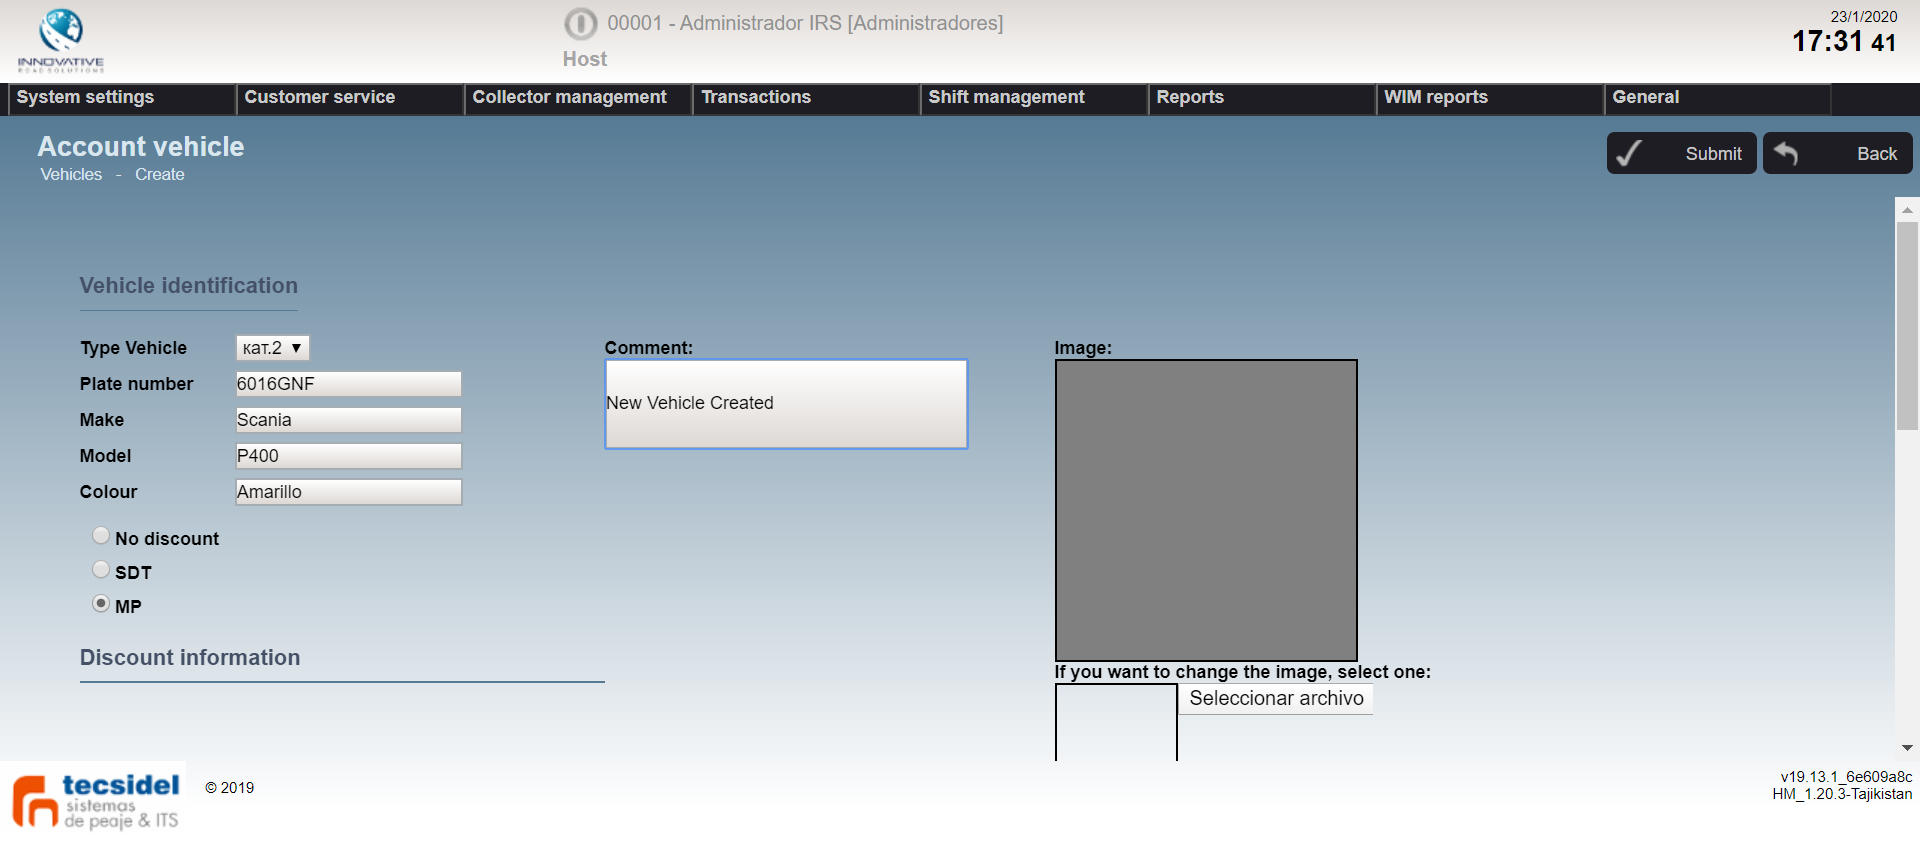 INNOVATIVE
ROAD SOLUTIONS
00001 - Administrador IRS [Administradores]
Host
23/1/2020
17:31 41
System settings
Customer service
Collector management
Transactions
Shift management
Reports
WIM reports
General
Account vehicle
Vehicles - Create
Submit
Back
Vehicle identification
Type Vehicle кат.2
Plate number 6016GNF
Make Scania
Model P400
Colour Amarillo
No discount
SDT
MP
Comment:
New Vehicle Created
Image:
If you want to change the image, select one:
Seleccionar archivo
Discount information
tecsidel
sistemas
de peaje & ITS
© 2019
v19.13.1_6e609a8c
HM_1.20.3-Tajikistan